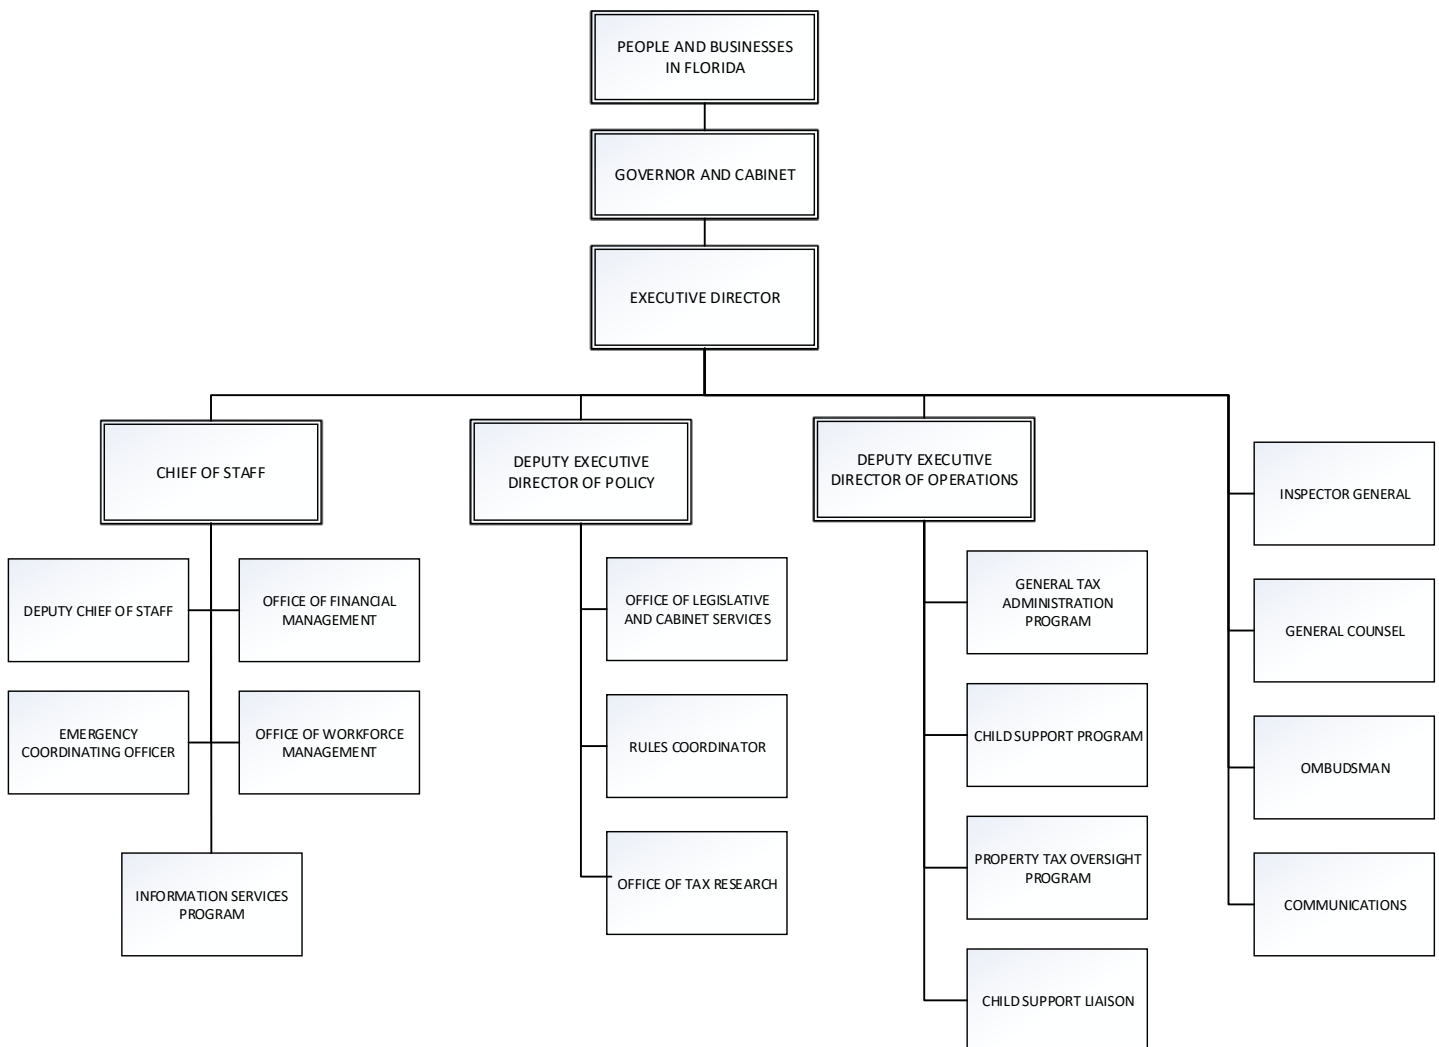 PEOPLE AND BUSINESSES
IN FLORIDA
GOVERNOR AND CABINET
EXECUTIVE DIRECTOR
CHIEF OF STAFF
DEPUTY CHIEF OF STAFF
OFFICE OF FINANCIAL
MANAGEMENT
EMERGENCY
COORDINATING OFFICER
OFFICE OF WORKFORCE
MANAGEMENT
INFORMATION SERVICES
PROGRAM
DEPUTY EXECUTIVE
DIRECTOR OF POLICY
OFFICE OF LEGISLATIVE
AND CABINET SERVICES
RULES COORDINATOR
OFFICE OF TAX RESEARCH
DEPUTY EXECUTIVE
DIRECTOR OF OPERATIONS
GENERAL TAX
ADMINISTRATION
PROGRAM
CHILD SUPPORT PROGRAM
PROPERTY TAX OVERSIGHT
PROGRAM
CHILD SUPPORT LIAISON
INSPECTOR GENERAL
GENERAL COUNSEL
OMBUDSMAN
COMMUNICATIONS